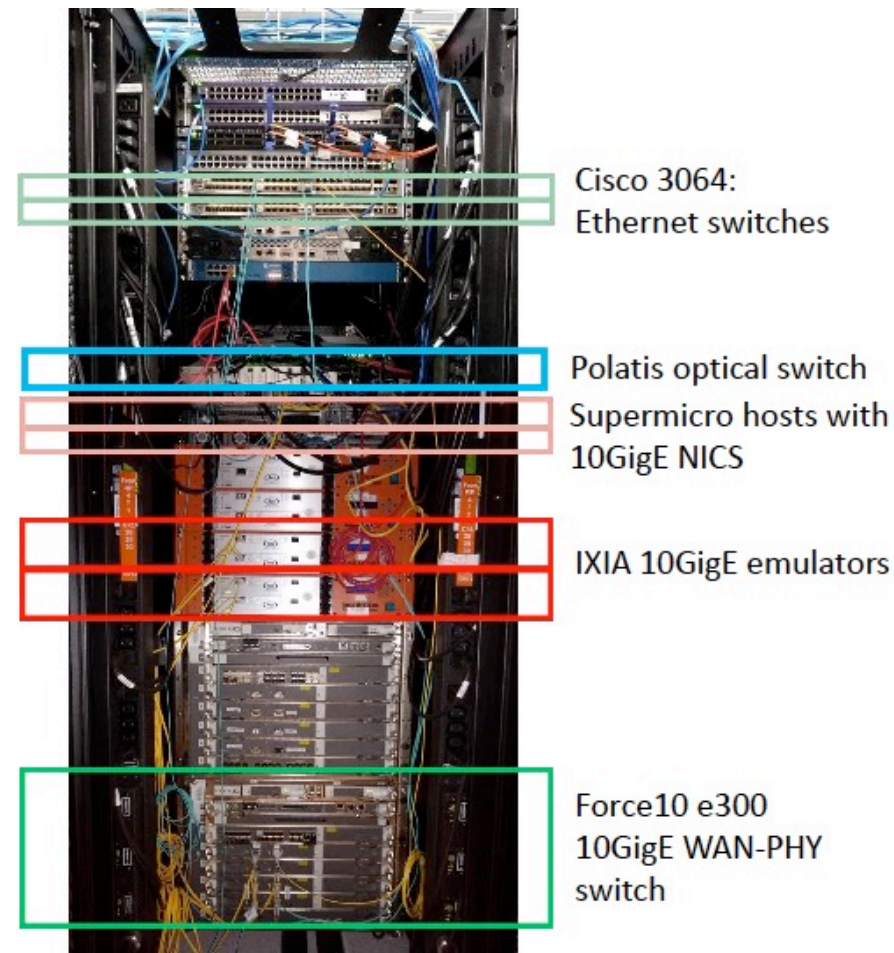 Cisco 3064:
Ethernet switches
Polatis optical switch
Supermicro hosts with
10GigE NICS
IXIA 10GigE emulators
Force10 e300
10GigE WAN-PHY
switch